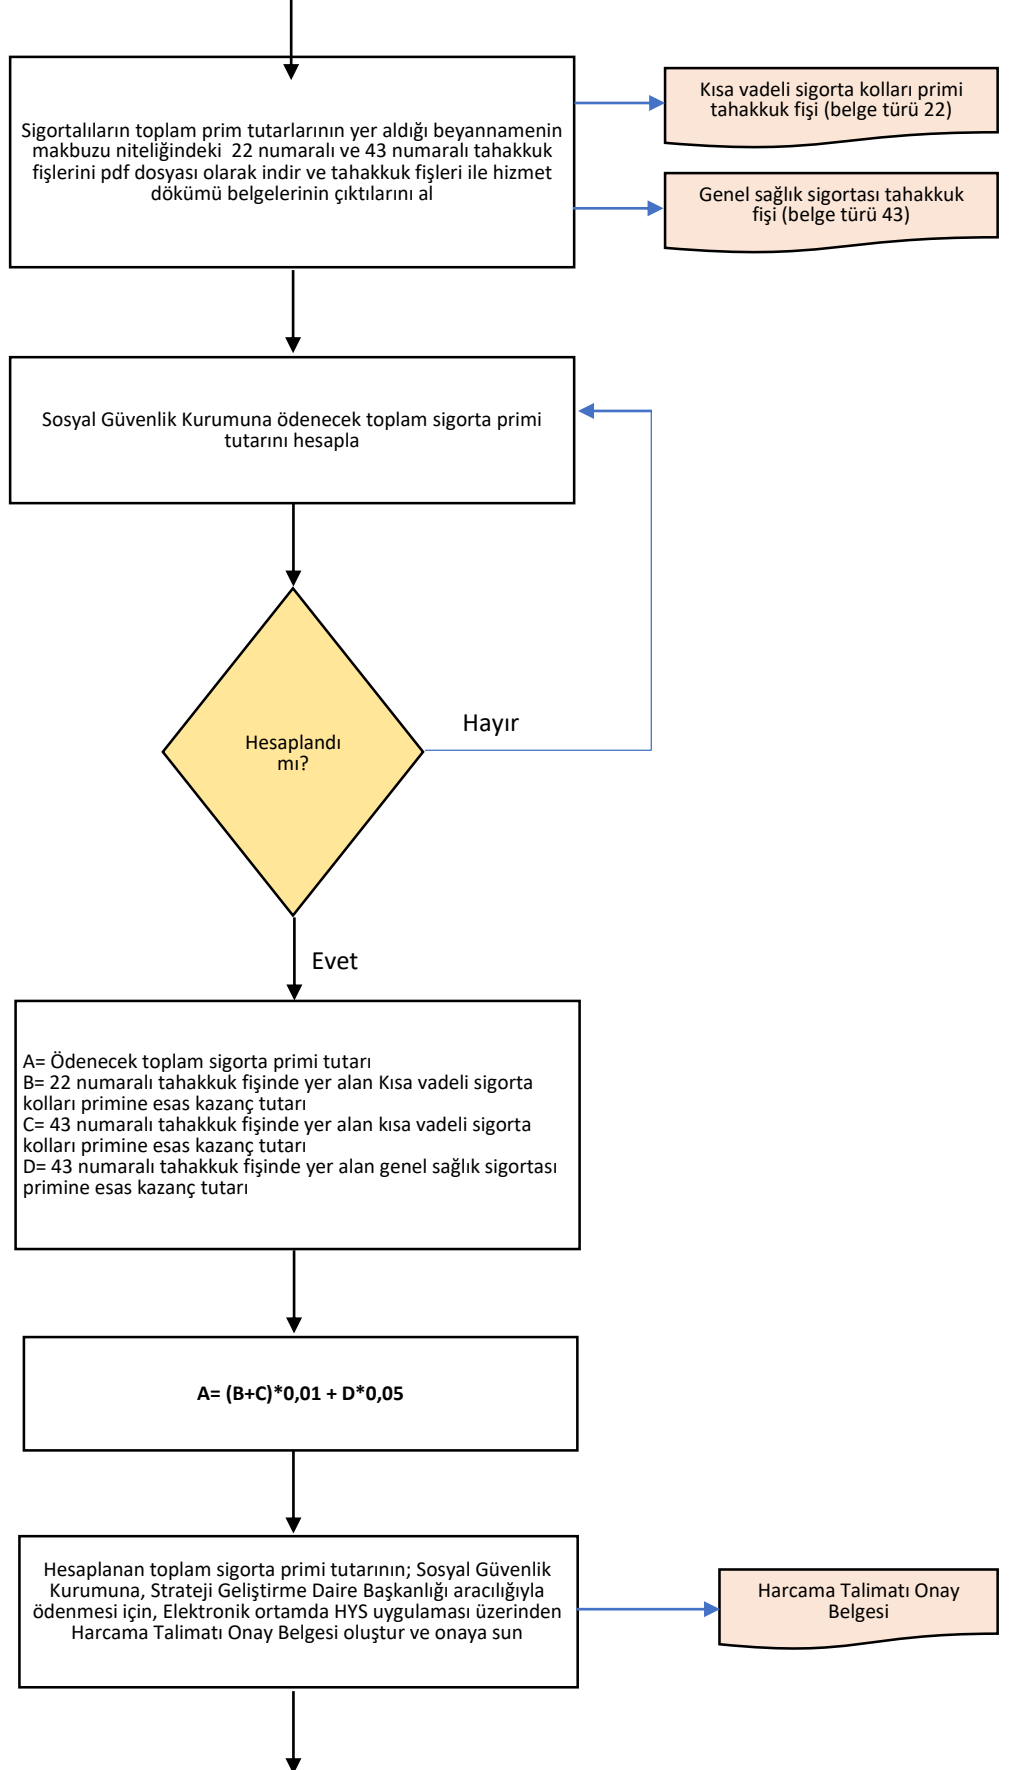 Sigortalıların toplam prim tutarlarının yer aldığı beyannamenin
makbuzu niteliğindeki  22 numaralı ve 43 numaralı tahakkuk
fişlerini pdf dosyası olarak indir ve tahakkuk fişleri ile hizmet
dökümü belgelerinin çıktılarını al
Kısa vadeli sigorta kolları primi
tahakkuk fişi (belge türü 22)
Genel sağlık sigortası tahakkuk
fişi (belge türü 43)
Sosyal Güvenlik Kurumuna ödenecek toplam sigorta primi
tutarını hesapla
Hesaplandı
mı?
Hayır
Evet
A= Ödenecek toplam sigorta primi tutarı
B= 22 numaralı tahakkuk fişinde yer alan Kısa vadeli sigorta
kolları primine esas kazanç tutarı
C= 43 numaralı tahakkuk fişinde yer alan kısa vadeli sigorta
kolları primine esas kazanç tutarı
D= 43 numaralı tahakkuk fişinde yer alan genel sağlık sigortası
primine esas kazanç tutarı
A= (B+C)*0,01 + D*0,05
Hesaplanan toplam sigorta primi tutarının; Sosyal Güvenlik
Kurumuna, Strateji Geliştirme Daire Başkanlığı aracılığıyla
ödenmesi için, Elektronik ortamda HYS uygulaması üzerinden
Harcama Talimatı Onay Belgesi oluştur ve onaya sun
Harcama Talimatı Onay
Belgesi